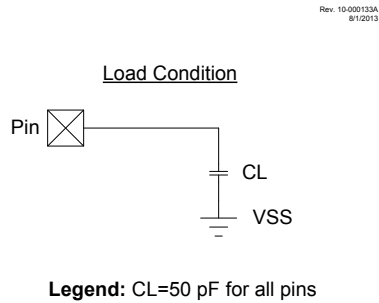 Rev. 10-000133A
8/1/2013
Load Condition
Pin
CL
VSS
Legend: CL=50 pF for all pins